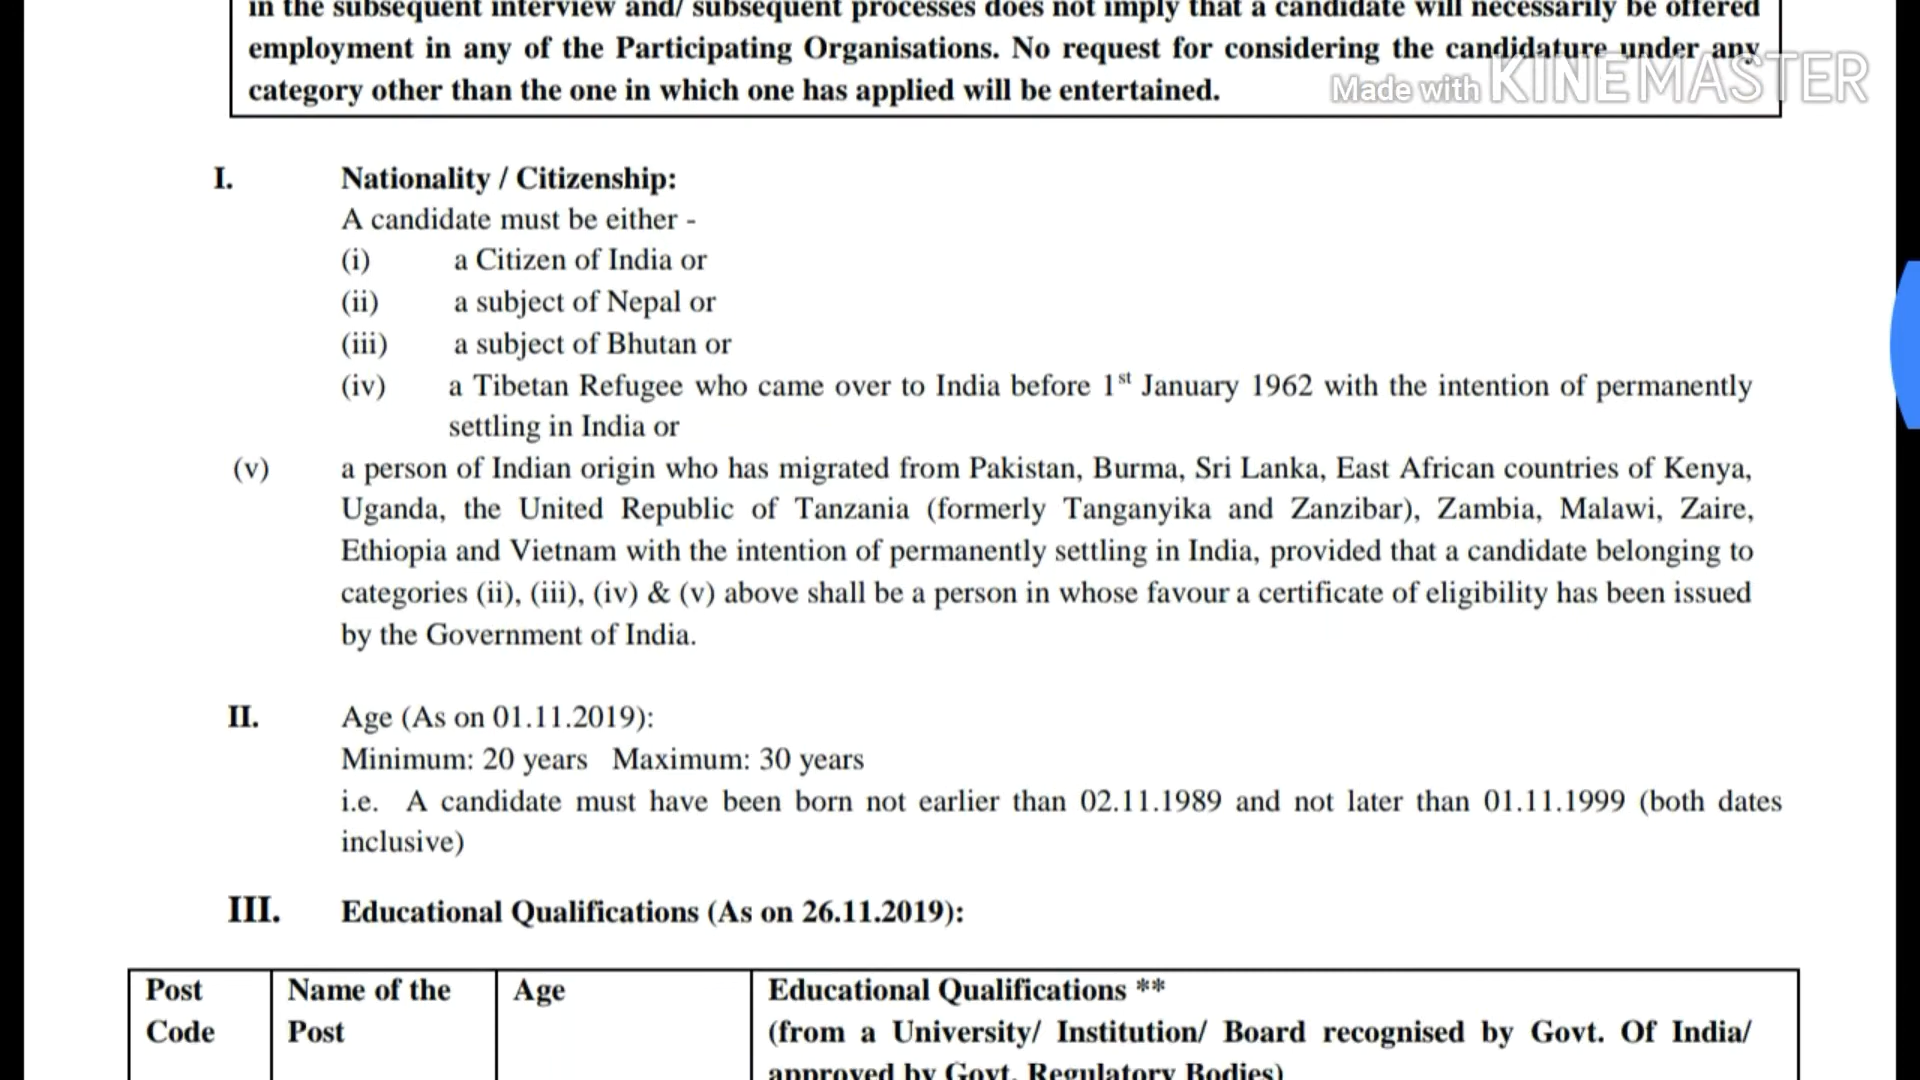 in the subsequent interview and/ subsequent processes does not imply that a candidate will necessarily be offered
employment in any of the Participating Organisations. No request for considering the candidature under any
category other than the one in which one has applied will be entertained.
Made with KINEMASTER
I. Nationality / Citizenship:
A candidate must be either -
(i) a Citizen of India or
(ii) a subject of Nepal or
(iii) a subject of Bhutan or
(iv) a Tibetan Refugee who came over to India before 1st January 1962 with the intention of permanently
settling in India or
(v) a person of Indian origin who has migrated from Pakistan, Burma, Sri Lanka, East African countries of Kenya,
Uganda, the United Republic of Tanzania (formerly Tanganyika and Zanzibar), Zambia, Malawi, Zaire,
Ethiopia and Vietnam with the intention of permanently settling in India, provided that a candidate belonging to
categories (ii), (iii), (iv) & (v) above shall be a person in whose favour a certificate of eligibility has been issued
by the Government of India.
II. Age (As on 01.11.2019):
Minimum: 20 years Maximum: 30 years
i.e. A candidate must have been born not earlier than 02.11.1989 and not later than 01.11.1999 (both dates
inclusive)
III. Educational Qualifications (As on 26.11.2019):
Post Code
Name of the Post
Age
Educational Qualifications **
(from a University/ Institution/ Board recognised by Govt. Of India/
approved by Govt. Regulatory Bodies)